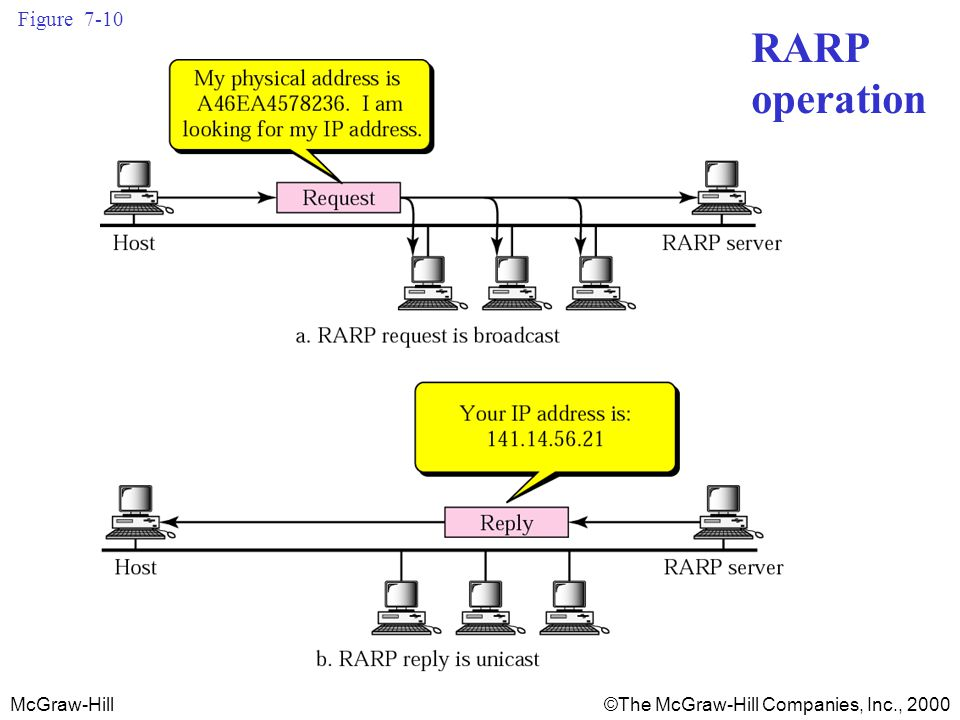 Figure 7-10
RARP
operation
My physical address is
A46EA4578236. I am
looking for my IP address.
Request
Host
RARP server
a. RARP request is broadcast
Your IP address is:
141.14.56.21
Reply
Host
RARP server
b. RARP reply is unicast
McGraw-Hill
©The McGraw-Hill Companies, Inc., 2000